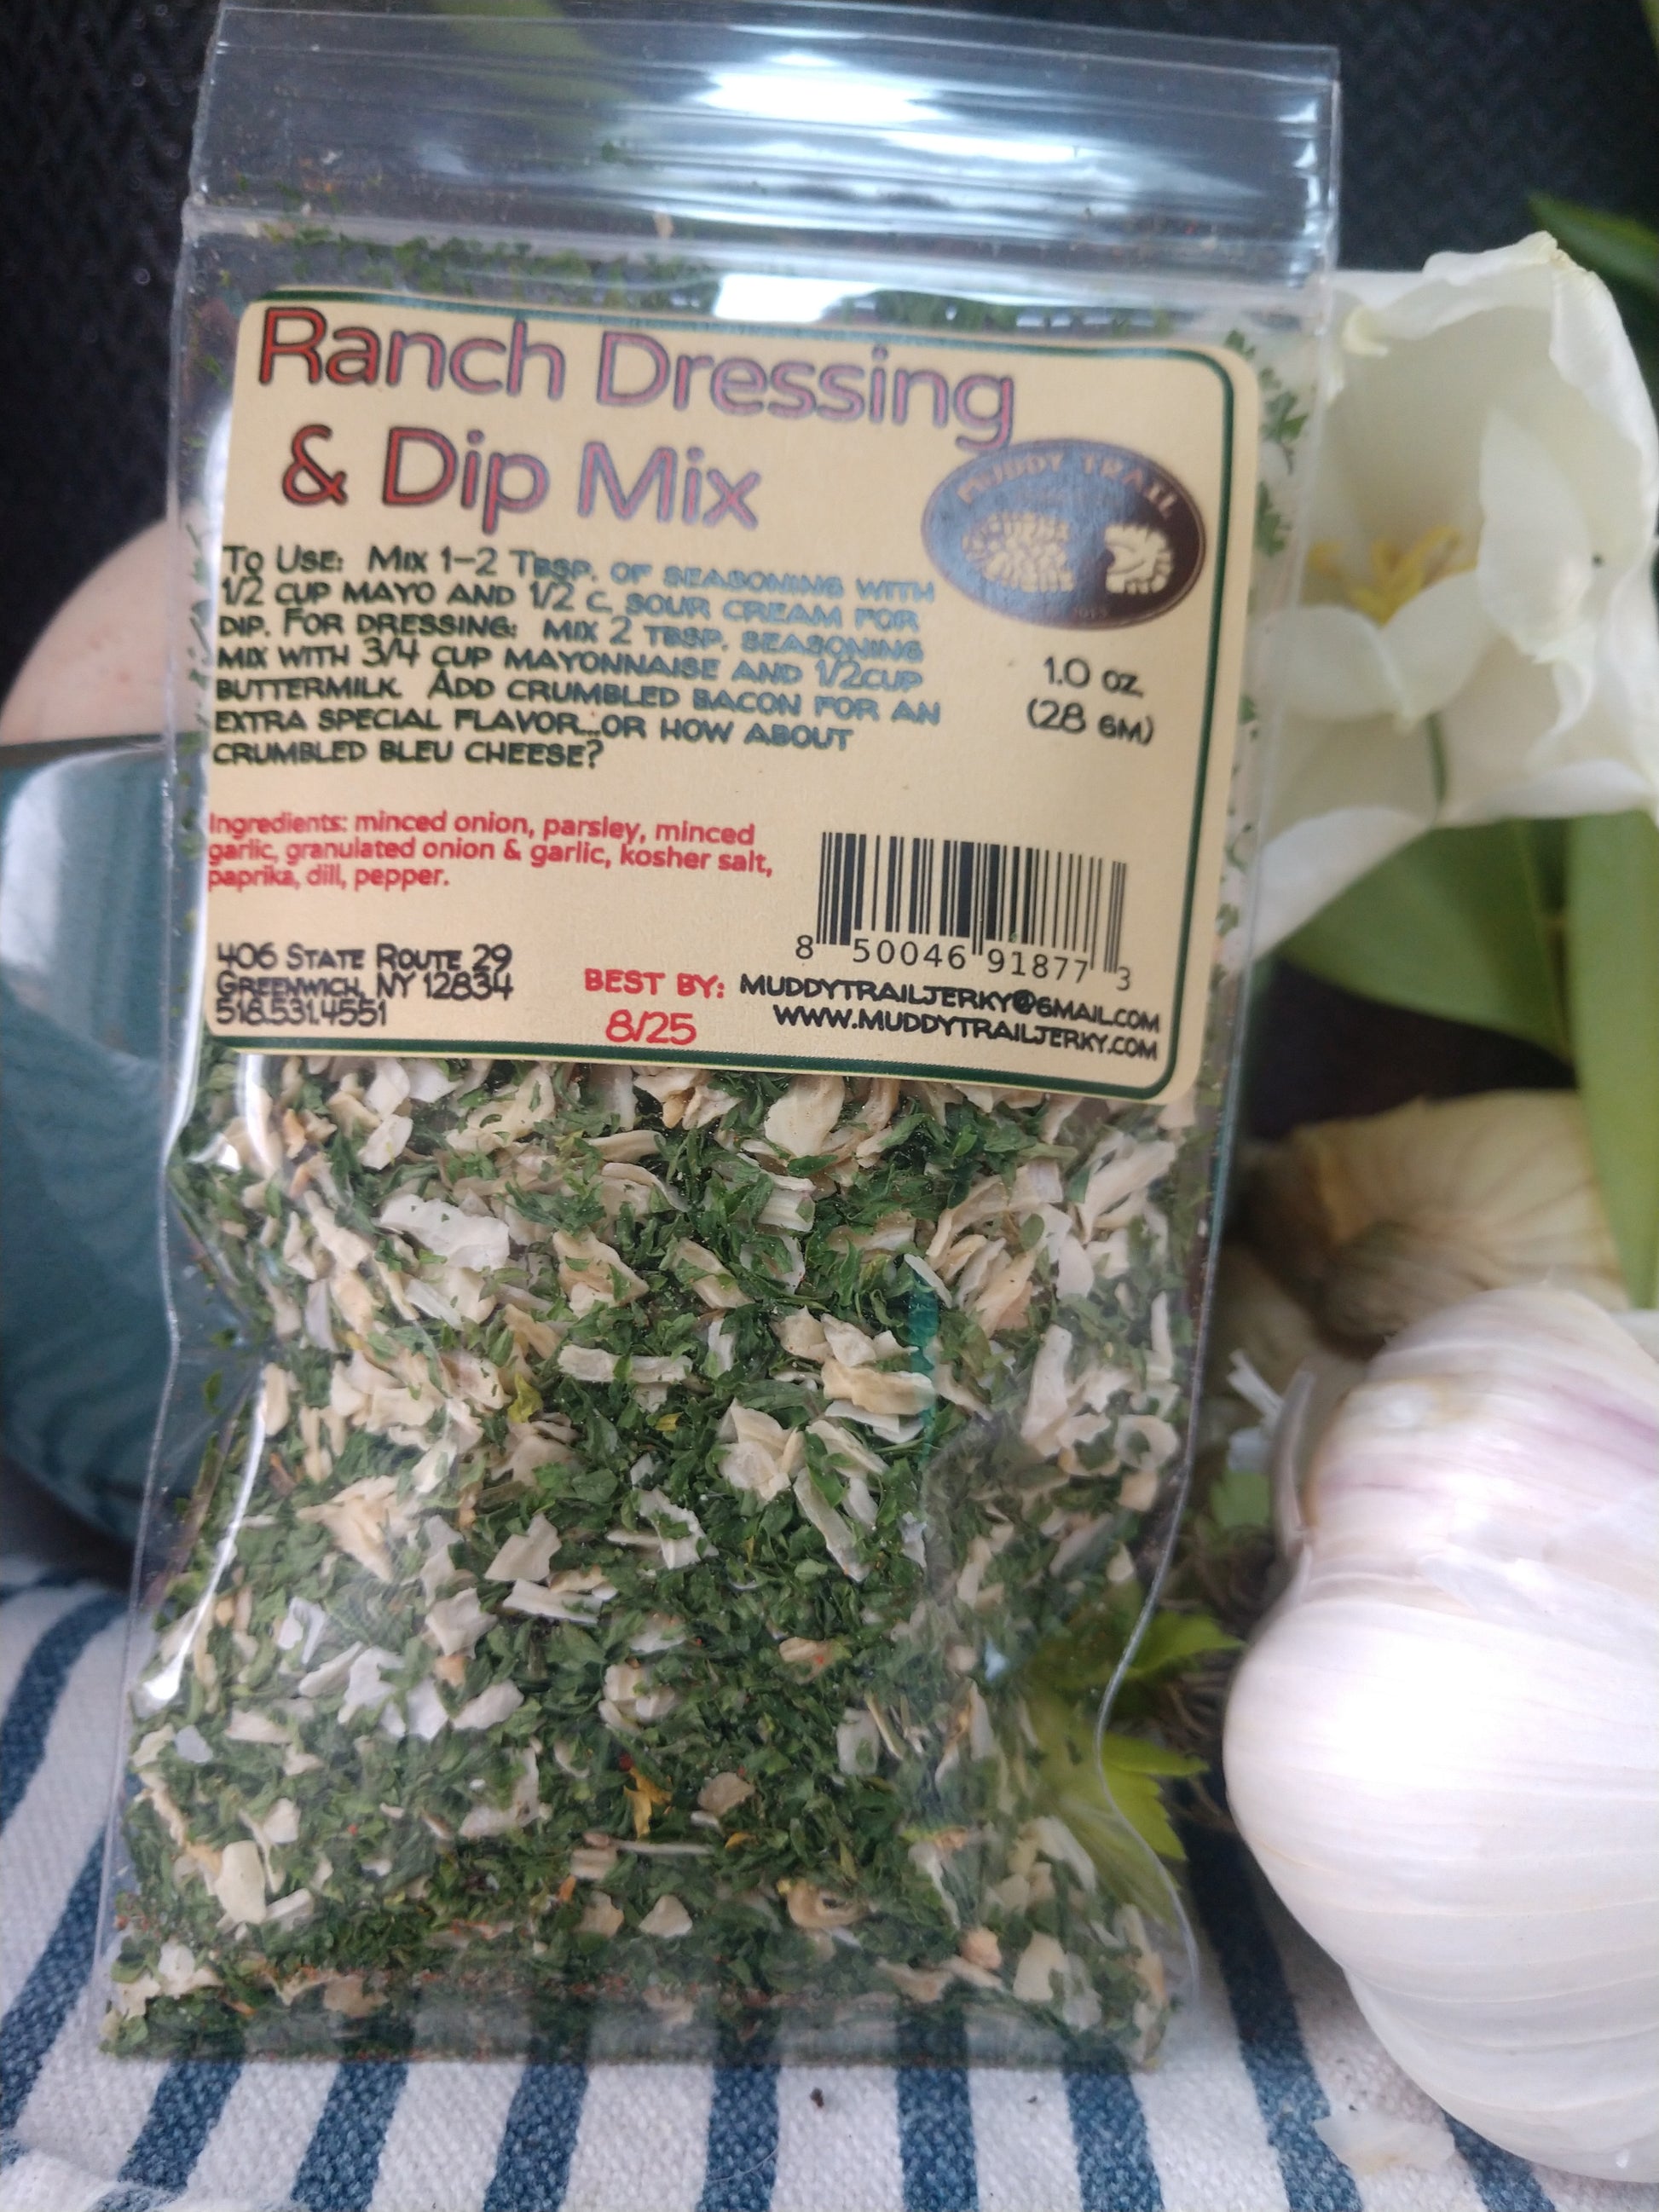 Ranch Dressing
& Dip Mix
MUDDY TRAIL
To Use: Mix 1-2 Tbsp. of seasoning with
1/2 cup mayo and 1/2 c. sour cream for
dip. For dressing: mix 2 tbsp. seasoning
mix with 3/4 cup mayonnaise and 1/2cup
buttermilk. Add crumbled bacon for an
extra special flavor...or how about
crumbled bleu cheese?
1.0 oz.
(28 gm)
Ingredients: minced onion, parsley, minced
garlic, granulated onion & garlic, kosher salt,
paprika, dill, pepper.
8 50046 91877 3
406 State Route 29
Greenwich, NY 12834
518.531.4551
BEST BY:
8/25
muddytrailjerky@gmail.com
www.muddytrailjerky.com